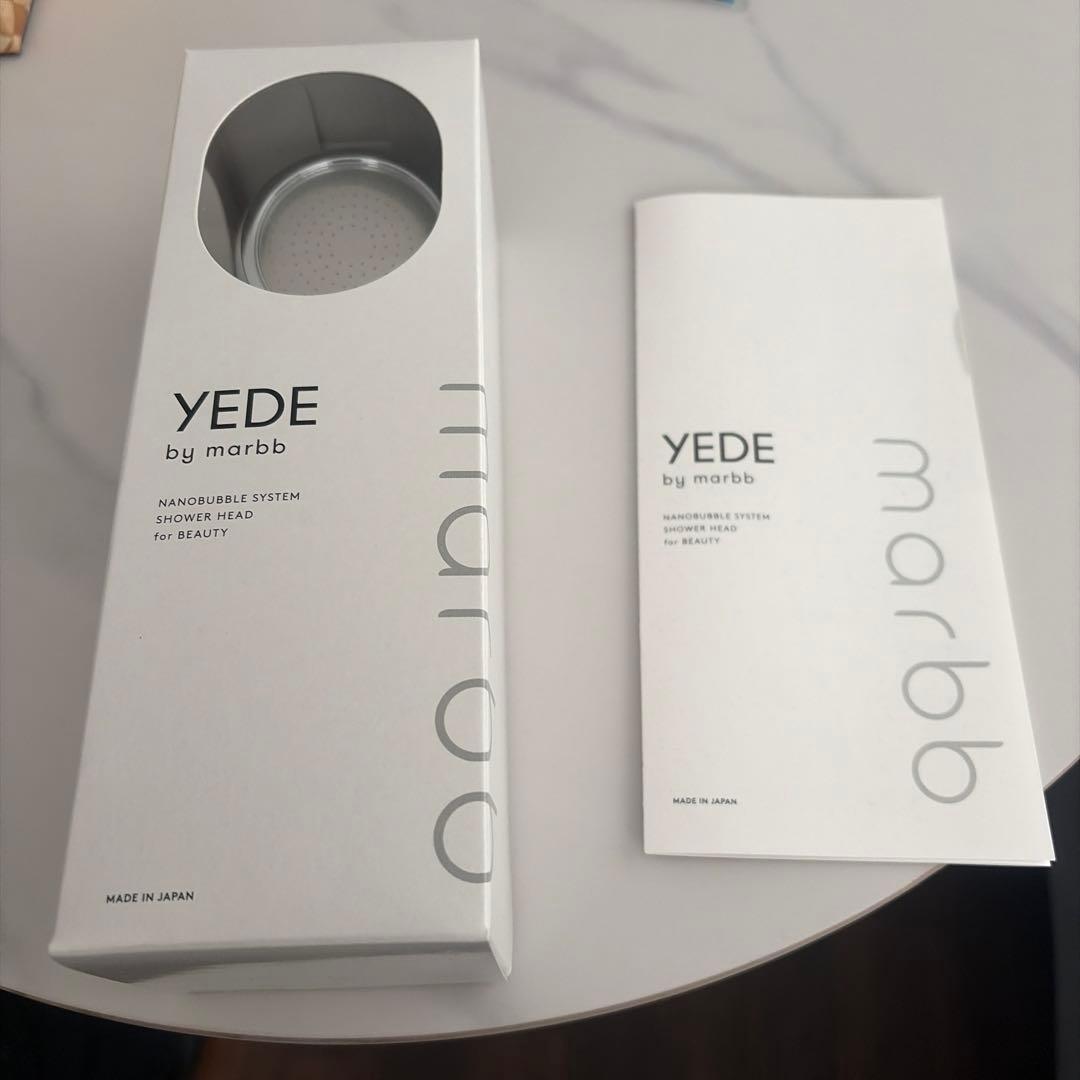 YEDE
by marbb
NANOBUBBLE SYSTEM
SHOWER HEAD
for BEAUTY
marbb
MADE IN JAPAN
YEDE
by marbb
NANOBUBBLE SYSTEM
SHOWER HEAD
for BEAUTY
marbb
MADE IN JAPAN